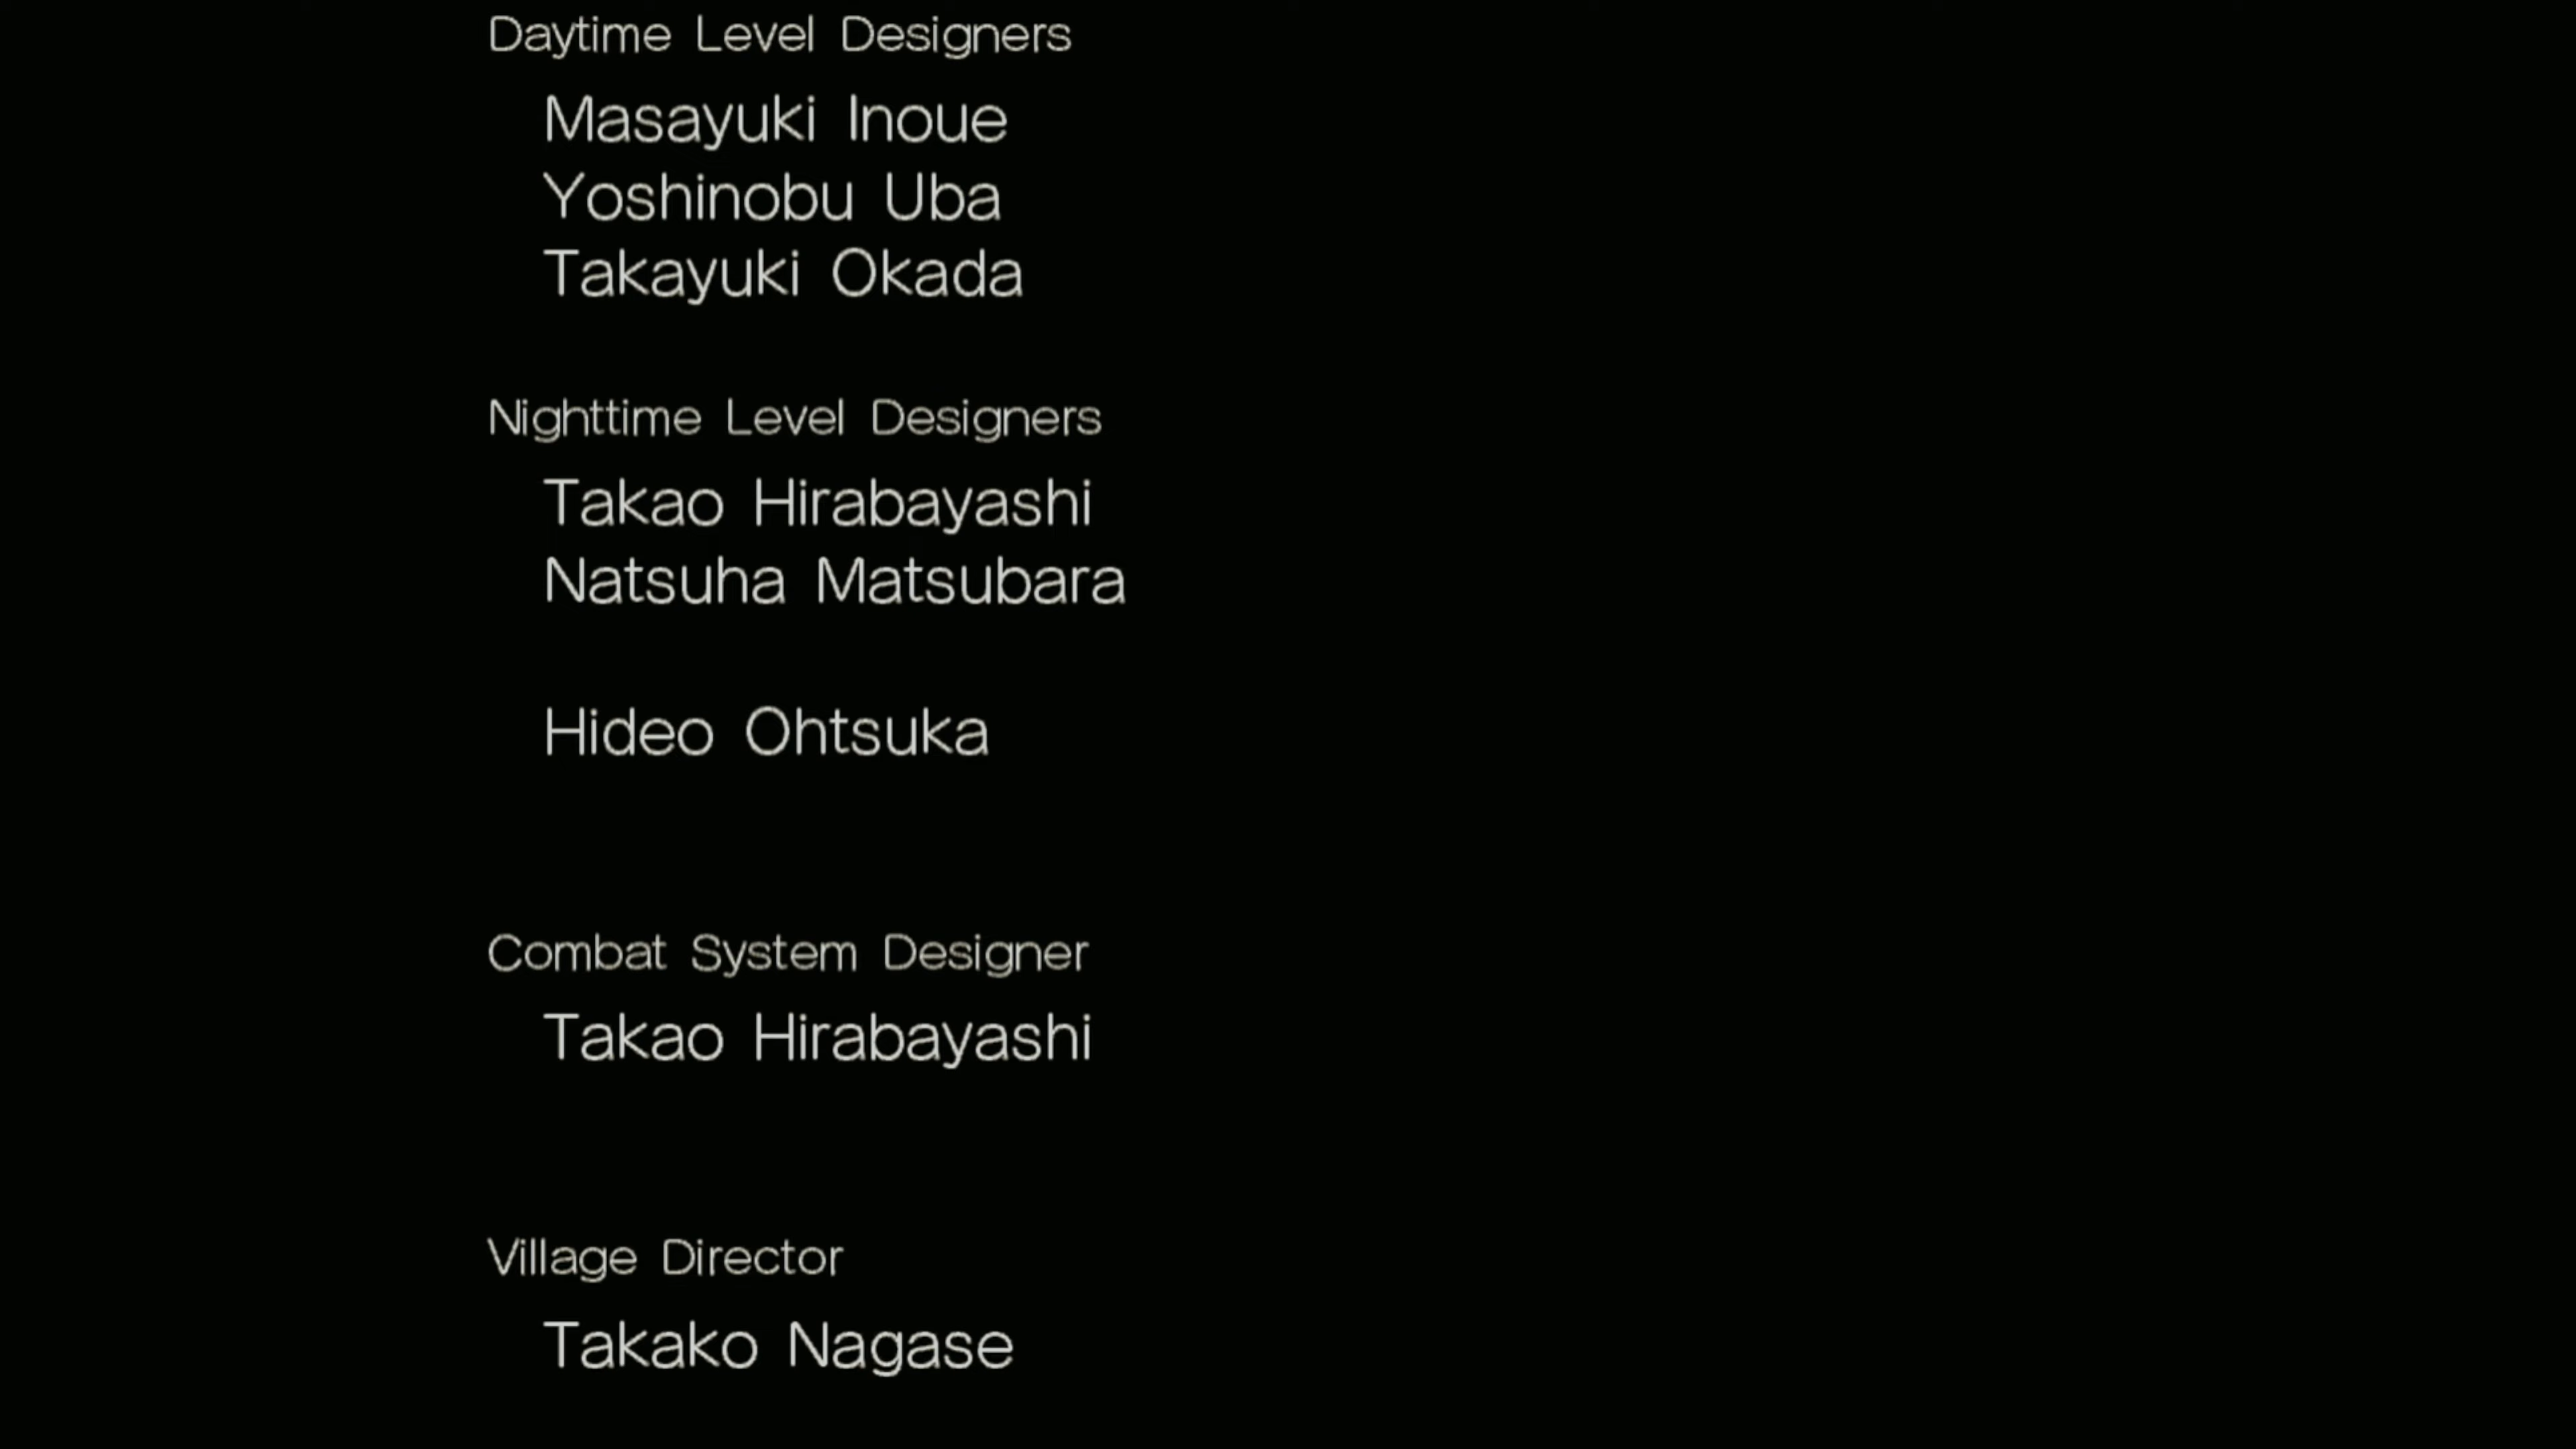 Daytime Level Designers
Masayuki Inoue
Yoshinobu Uba
Takayuki Okada
Nighttime Level Designers
Takao Hirabayashi
Natsuha Matsubara
Hideo Ohtsuka
Combat System Designer
Takao Hirabayashi
Village Director
Takako Nagase